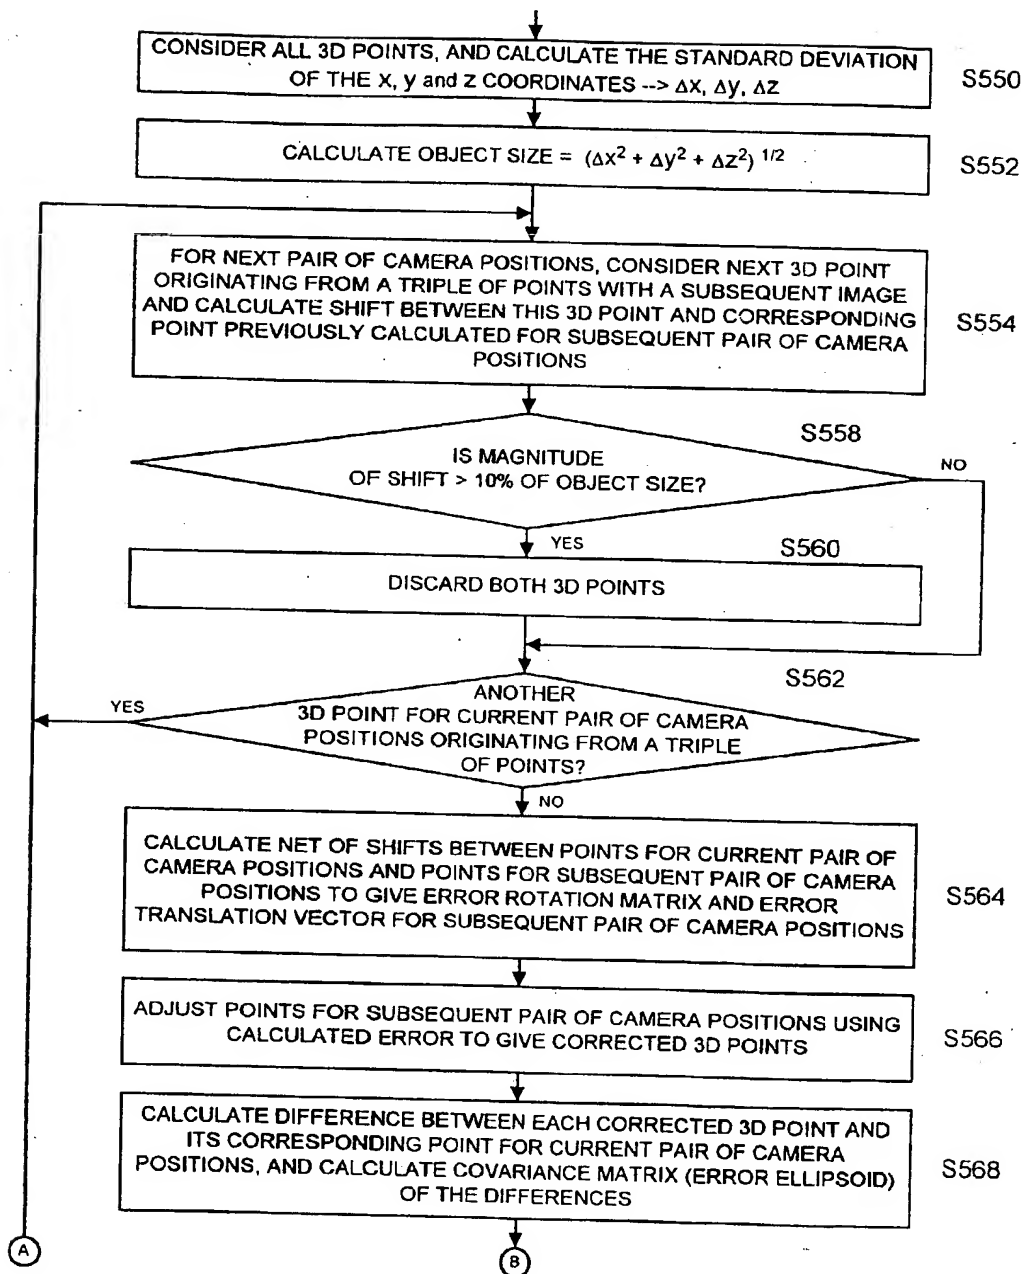 CONSIDER ALL 3D POINTS, AND CALCULATE THE STANDARD DEVIATION
OF THE X, y and z COORDINATES --> Δx, Δy, Δz
S550
CALCULATE OBJECT SIZE = (Δx² + Δy² + Δz²) 1/2
S552
FOR NEXT PAIR OF CAMERA POSITIONS, CONSIDER NEXT 3D POINT
ORIGINATING FROM A TRIPLE OF POINTS WITH A SUBSEQUENT IMAGE
AND CALCULATE SHIFT BETWEEN THIS 3D POINT AND CORRESPONDING
POINT PREVIOUSLY CALCULATED FOR SUBSEQUENT PAIR OF CAMERA
POSITIONS
S554
S558
IS MAGNITUDE
OF SHIFT > 10% OF OBJECT SIZE?
NO
YES
S560
DISCARD BOTH 3D POINTS
S562
ANOTHER
3D POINT FOR CURRENT PAIR OF CAMERA
POSITIONS ORIGINATING FROM A TRIPLE
OF POINTS?
YES
NO
CALCULATE NET OF SHIFTS BETWEEN POINTS FOR CURRENT PAIR OF
CAMERA POSITIONS AND POINTS FOR SUBSEQUENT PAIR OF CAMERA
POSITIONS TO GIVE ERROR ROTATION MATRIX AND ERROR
TRANSLATION VECTOR FOR SUBSEQUENT PAIR OF CAMERA POSITIONS
S564
ADJUST POINTS FOR SUBSEQUENT PAIR OF CAMERA POSITIONS USING
CALCULATED ERROR TO GIVE CORRECTED 3D POINTS
S566
CALCULATE DIFFERENCE BETWEEN EACH CORRECTED 3D POINT AND
ITS CORRESPONDING POINT FOR CURRENT PAIR OF CAMERA
POSITIONS, AND CALCULATE COVARIANCE MATRIX (ERROR ELLIPSOID)
OF THE DIFFERENCES
S568
A
B